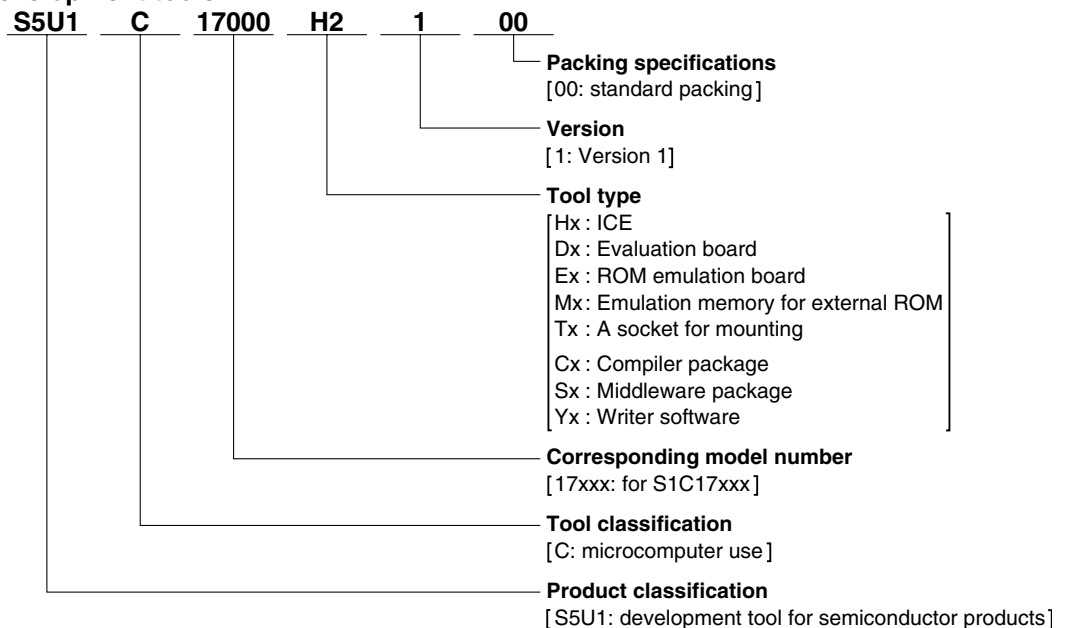 S5U1 C 17000 H2 1 00
Packing specifications
[00: standard packing]
Version
[1: Version 1]
Tool type
[Hx : ICE
Dx : Evaluation board
Ex : ROM emulation board
Mx : Emulation memory for external ROM
Tx : A socket for mounting
Cx : Compiler package
Sx : Middleware package
Yx : Writer software]
Corresponding model number
[17xxx: for S1C17xxx]
Tool classification
[C: microcomputer use]
Product classification
[S5U1: development tool for semiconductor products]